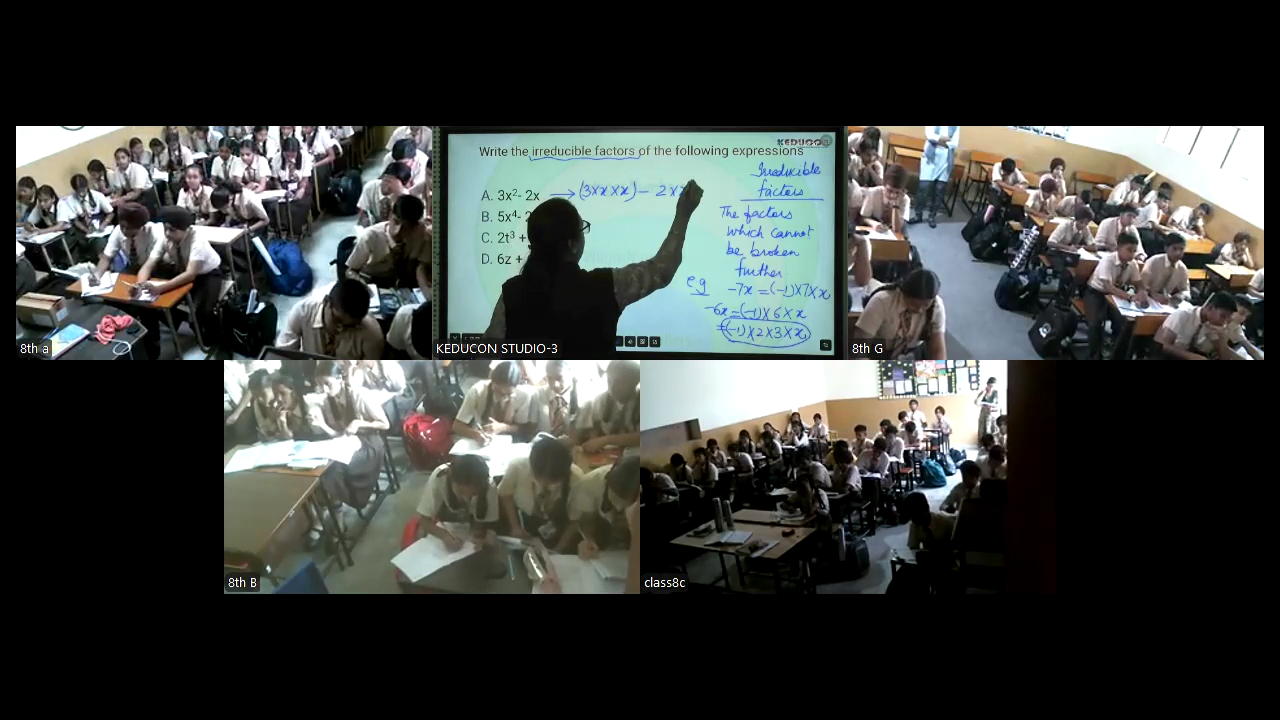 KEDUCO
Write the irreducible factors of the following expressions
A. 3x²- 2x → (3×x×x) - 2×x
B. 5x⁴-
C. 2t³ +
D. 6z +
Irreducible
factors
The factors
which cannot
be broken
further
eg -7x = (-1)×7×x
-6x = (-1)×6×x
= (-1)×2×3×x
8th a
KEDUCON STUDIO-3
8th G
8th B
class8c